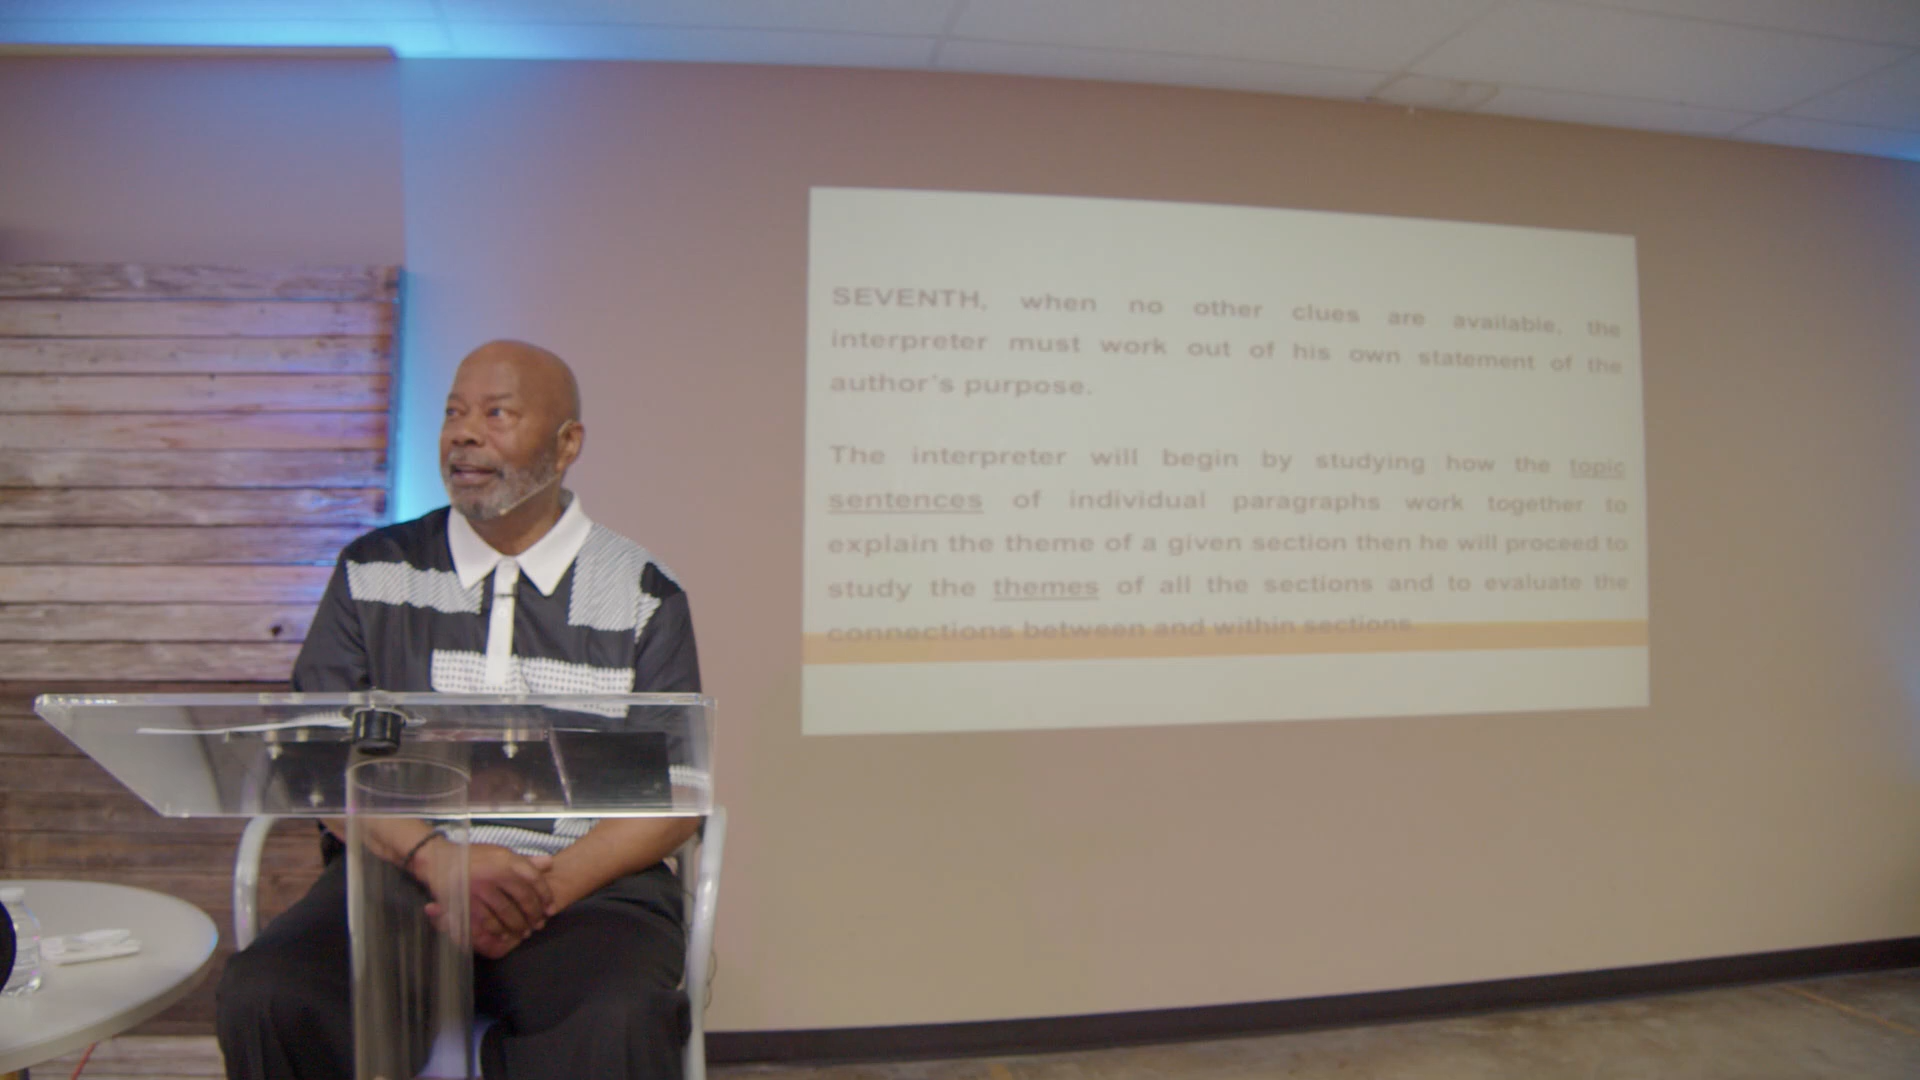 SEVENTH, when no other clues are available, the
interpreter must work out of his own statement of the
author's purpose.
The interpreter will begin by studying how the topic
sentences of individual paragraphs work together to
explain the theme of a given section then he will proceed to
study the themes of all the sections and to evaluate the
connections between and within sections